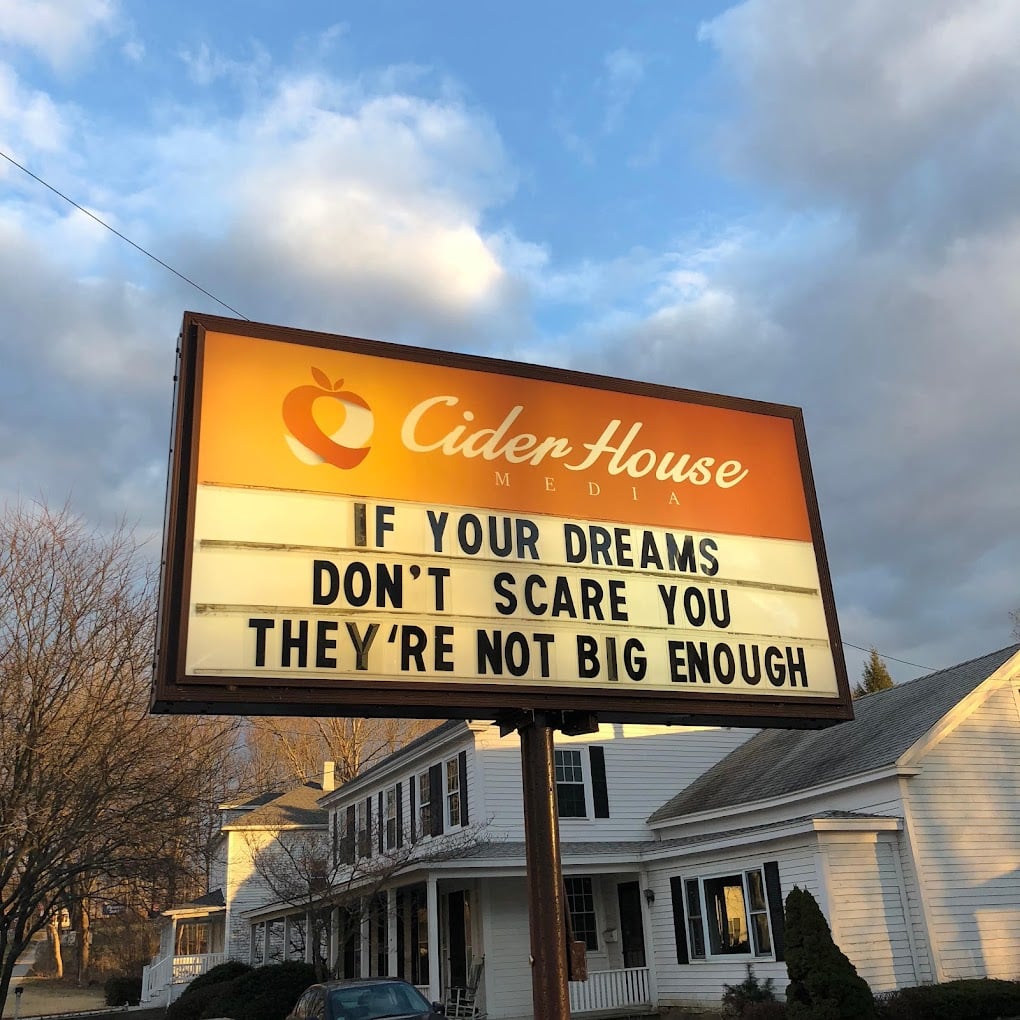 Cider House
MEDIA
IF YOUR DREAMS
DON'T SCARE YOU
THEY'RE NOT BIG ENOUGH